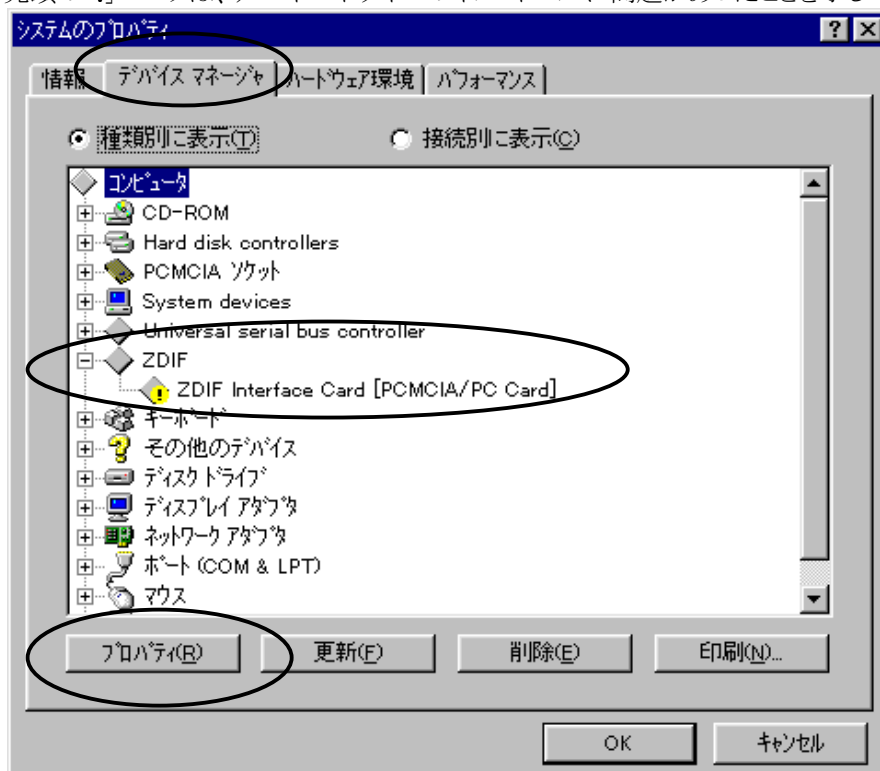 システムのプロパティ
情報 デバイス マネージャ ハードウェア環境 パフォーマンス
種類別に表示(T) 接続別に表示(C)
コンピュータ
CD-ROM
Hard disk controllers
PCMCIA ソケット
System devices
Universal serial bus controller
ZDIF
ZDIF Interface Card [PCMCIA/PC Card]
キーボード
その他のデバイス
ディスク ドライブ
ディスプレイ アダプタ
ネットワーク アダプタ
ポート (COM & LPT)
マウス
プロパティ(R) 更新(F) 削除(E) 印刷(N)...
OK キャンセル